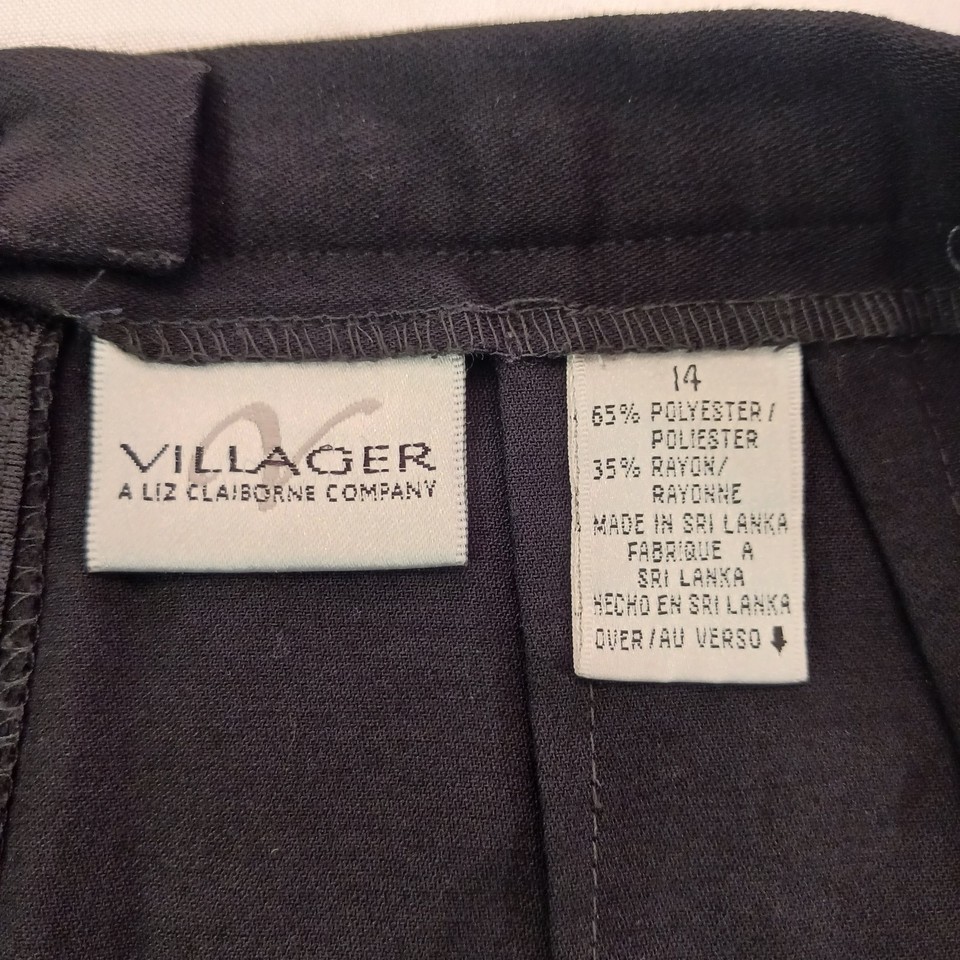 VILLAGER
A LIZ CLAIBORNE COMPANY
14
65% POLYESTER/
POLIESTER
35% RAYON/
RAYONNE
MADE IN SRI LANKA
FABRIQUE A
SRI LANKA
HECHO EN SRI LANKA
OVER/AU VERSO